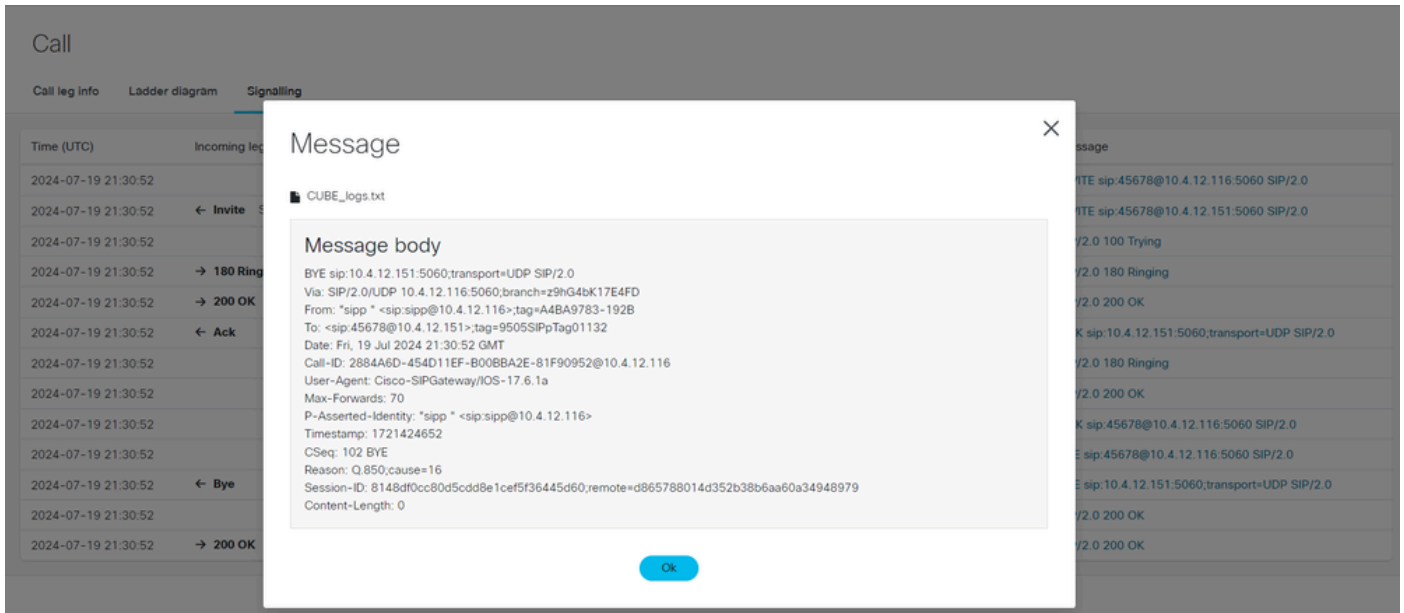 Call
Call leg info Ladder diagram Signalling
Time (UTC) Incoming leg ssage
2024-07-19 21:30:52 ITE sip:45678@10.4.12.116:5060 SIP/2.0
2024-07-19 21:30:52 ← Invite ITE sip:45678@10.4.12.151:5060 SIP/2.0
2024-07-19 21:30:52 /2.0 100 Trying
2024-07-19 21:30:52 → 180 Ring /2.0 180 Ringing
2024-07-19 21:30:52 → 200 OK /2.0 200 OK
2024-07-19 21:30:52 ← Ack K sip:10.4.12.151:5060;transport=UDP SIP/2.0
2024-07-19 21:30:52 /2.0 180 Ringing
2024-07-19 21:30:52 /2.0 200 OK
2024-07-19 21:30:52 K sip:45678@10.4.12.116:5060 SIP/2.0
2024-07-19 21:30:52 E sip:45678@10.4.12.116:5060 SIP/2.0
2024-07-19 21:30:52 ← Bye E sip:10.4.12.151:5060;transport=UDP SIP/2.0
2024-07-19 21:30:52 /2.0 200 OK
2024-07-19 21:30:52 → 200 OK /2.0 200 OK
Message
CUBE_logs.txt
Message body
BYE sip:10.4.12.151:5060;transport=UDP SIP/2.0
Via: SIP/2.0/UDP 10.4.12.116:5060;branch=z9hG4bK17E4FD
From: "sipp " <sip:sipp@10.4.12.116>;tag=A4BA9783-192B
To: <sip:45678@10.4.12.151>;tag=9505SIPpTag01132
Date: Fri, 19 Jul 2024 21:30:52 GMT
Call-ID: 2884A6D-454D11EF-B00BBA2E-81F90952@10.4.12.116
User-Agent: Cisco-SIPGateway/IOS-17.6.1a
Max-Forwards: 70
P-Asserted-Identity: "sipp " <sip:sipp@10.4.12.116>
Timestamp: 1721424652
CSeq: 102 BYE
Reason: Q.850;cause=16
Session-ID: 8148df0cc80d5cdd8e1cef5f36445d60;remote=d865788014d352b38b6aa60a34948979
Content-Length: 0
Ok